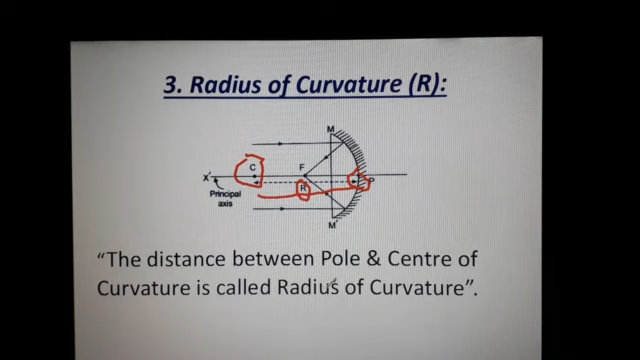 3. Radius of Curvature (R):
M
C
F
X'
P
R
Principal
axis
M'
"The distance between Pole & Centre of
Curvature is called Radius of Curvature".